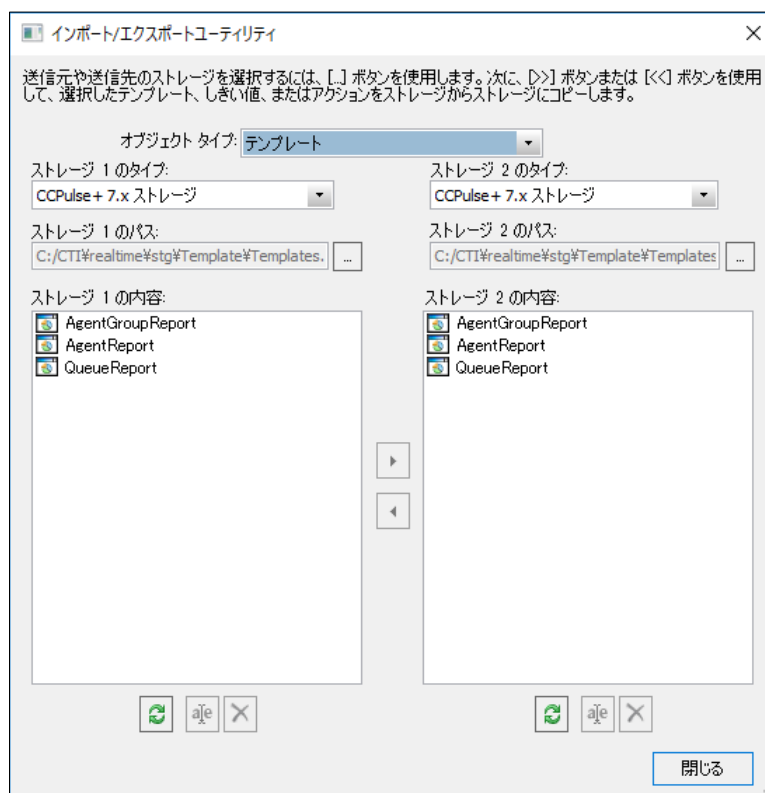 インポート/エクスポートユーティリティ
送信元や送信先のストレージを選択するには、[...] ボタンを使用します。次に、[>>] ボタンまたは [<<] ボタンを使用
して、選択したテンプレート、しきい値、またはアクションをストレージからストレージにコピーします。
オブジェクト タイプ: テンプレート
ストレージ 1 のタイプ: ストレージ 2 のタイプ:
CCPulse+ 7.x ストレージ CCPulse+ 7.x ストレージ
ストレージ 1 のパス: ストレージ 2 のパス:
C:/CTI¥realtime¥stg¥Template¥Templates. ... C:/CTI¥realtime¥stg¥Template¥Templates ...
ストレージ 1 の内容: ストレージ 2 の内容:
AgentGroupReport AgentGroupReport
AgentReport AgentReport
QueueReport QueueReport
a|e a|e
閉じる